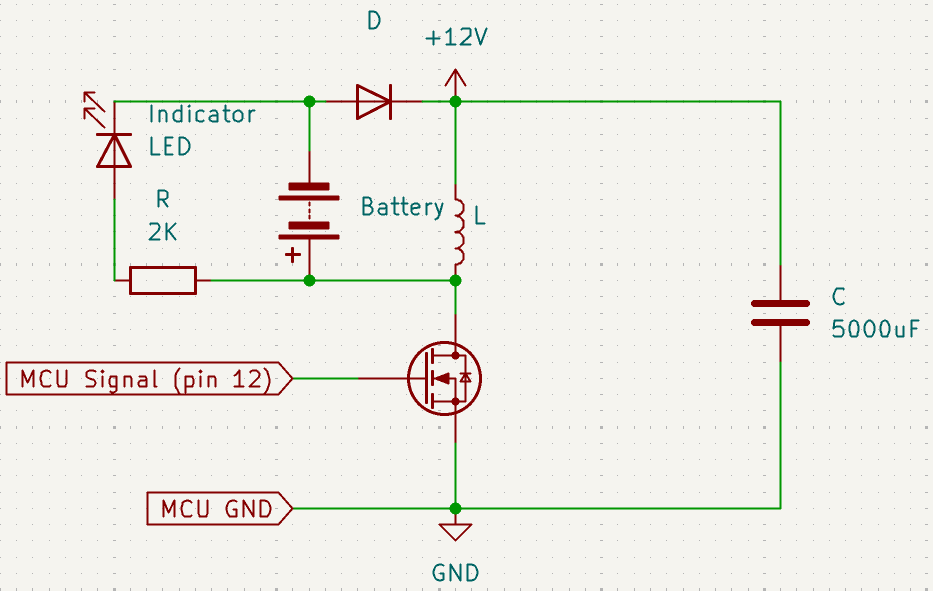 D
+12V
Indicator
LED
R
2K
Battery
+
L
C
5000uF
MCU Signal (pin 12)
MCU GND
GND